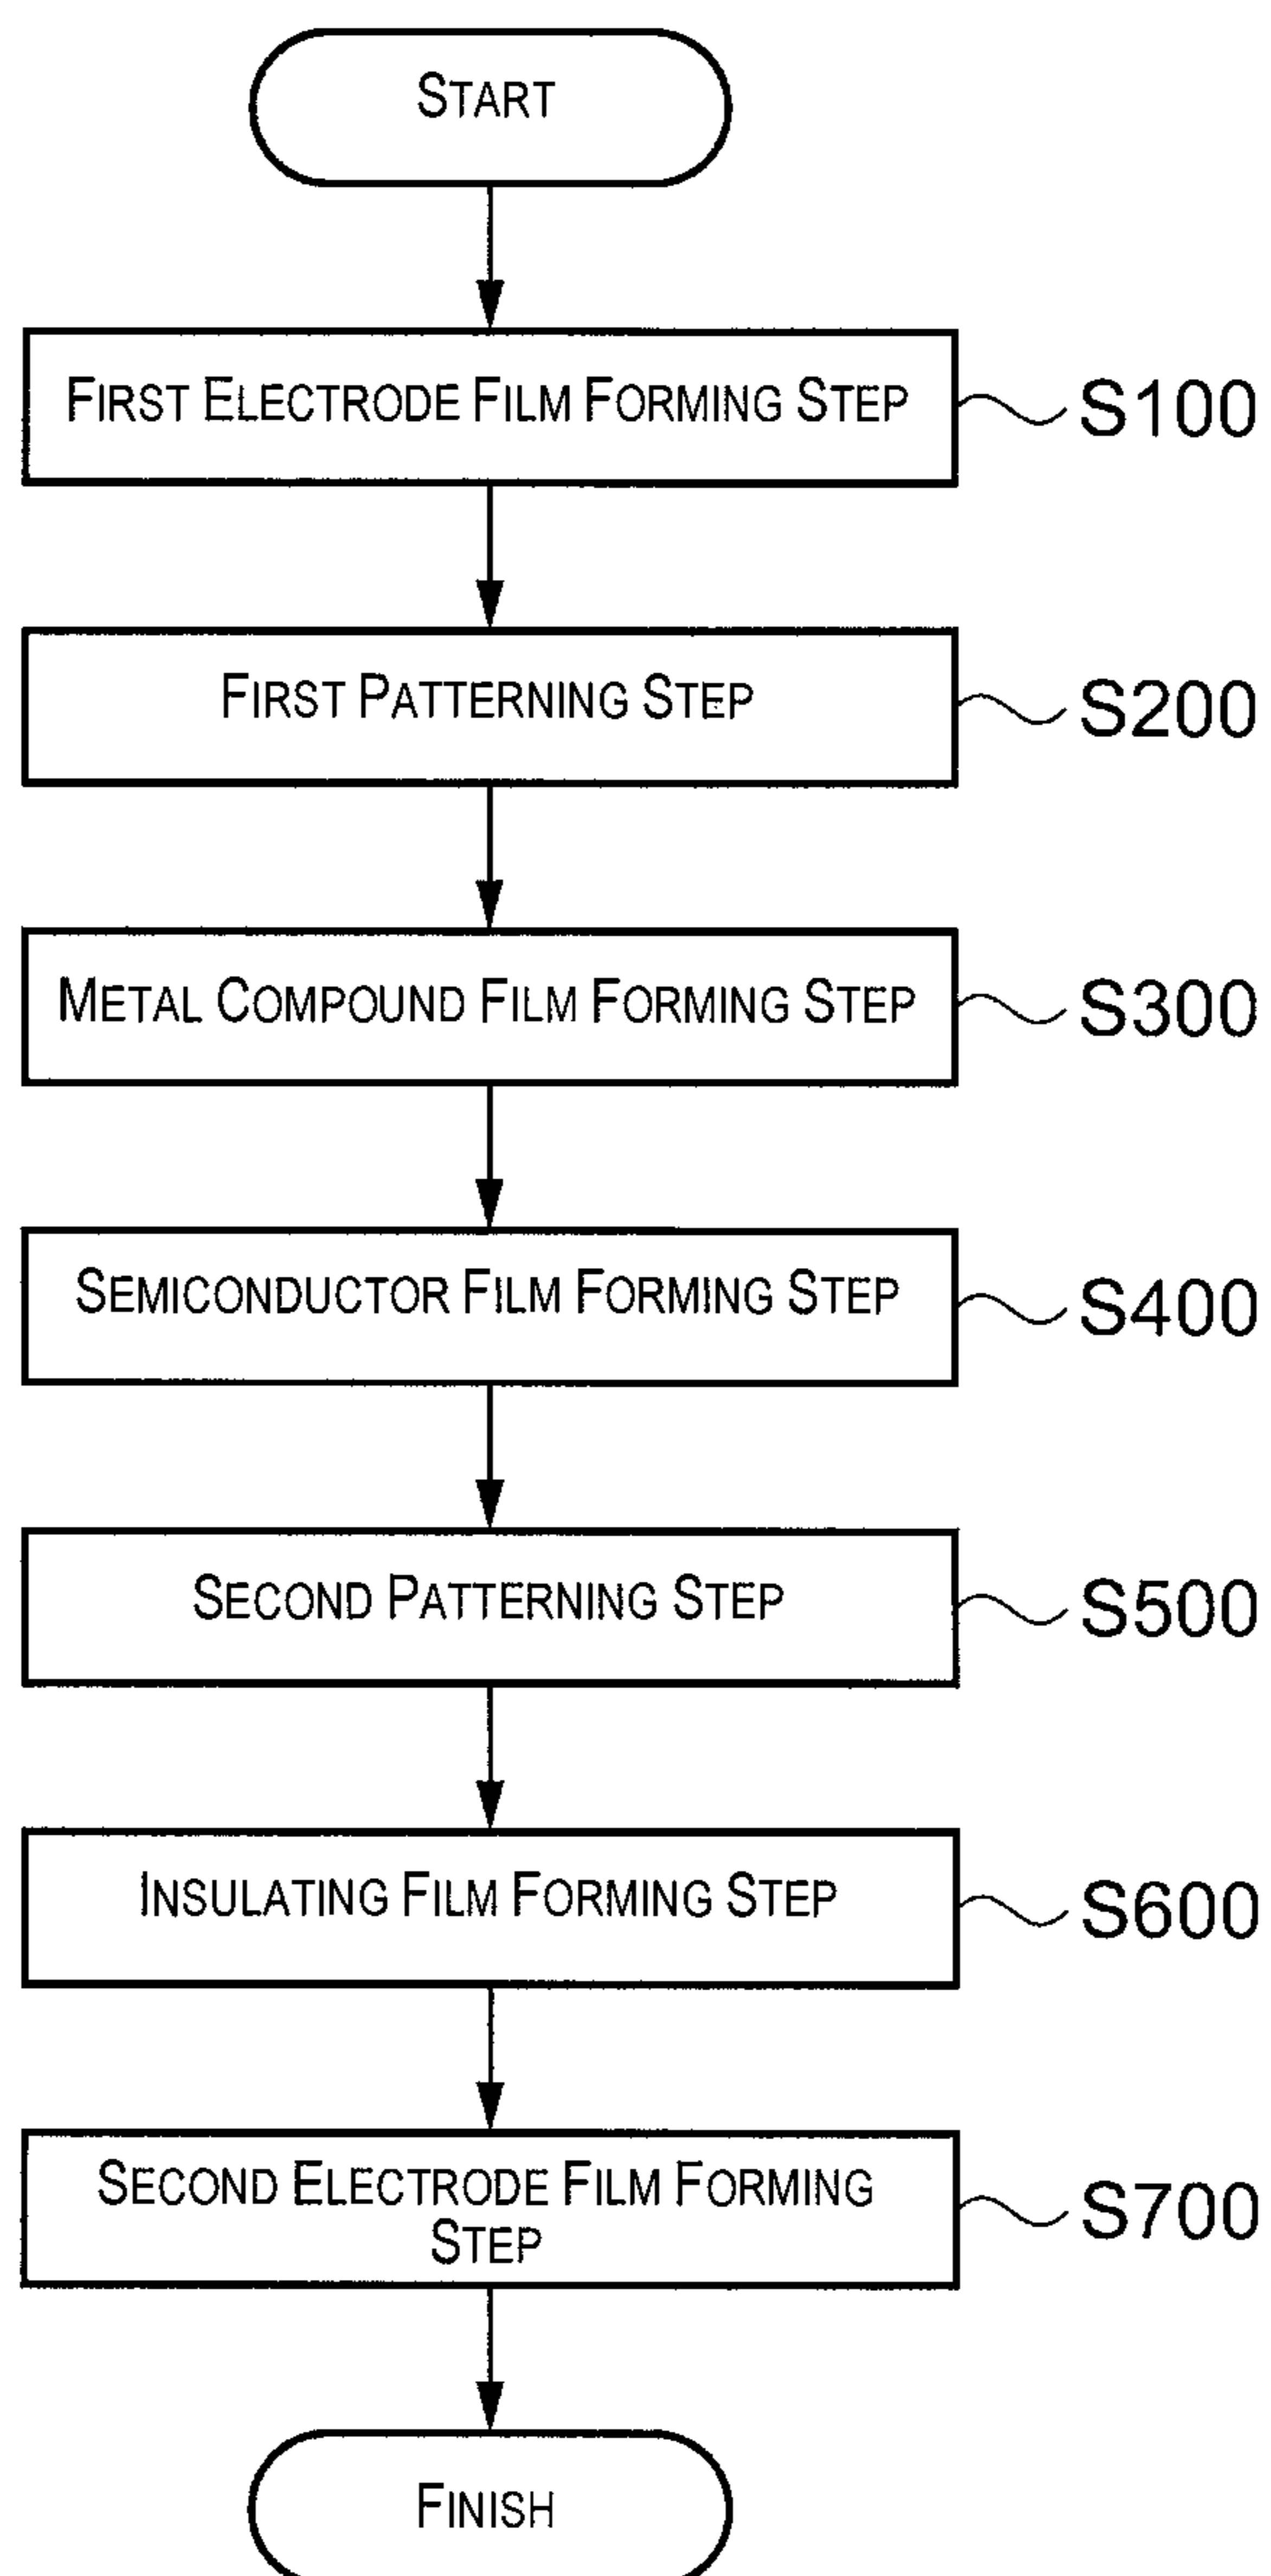 START
FIRST ELECTRODE FILM FORMING STEP
S100
FIRST PATTERNING STEP
S200
METAL COMPOUND FILM FORMING STEP
S300
SEMICONDUCTOR FILM FORMING STEP
S400
SECOND PATTERNING STEP
S500
INSULATING FILM FORMING STEP
S600
SECOND ELECTRODE FILM FORMING
STEP
S700
FINISH